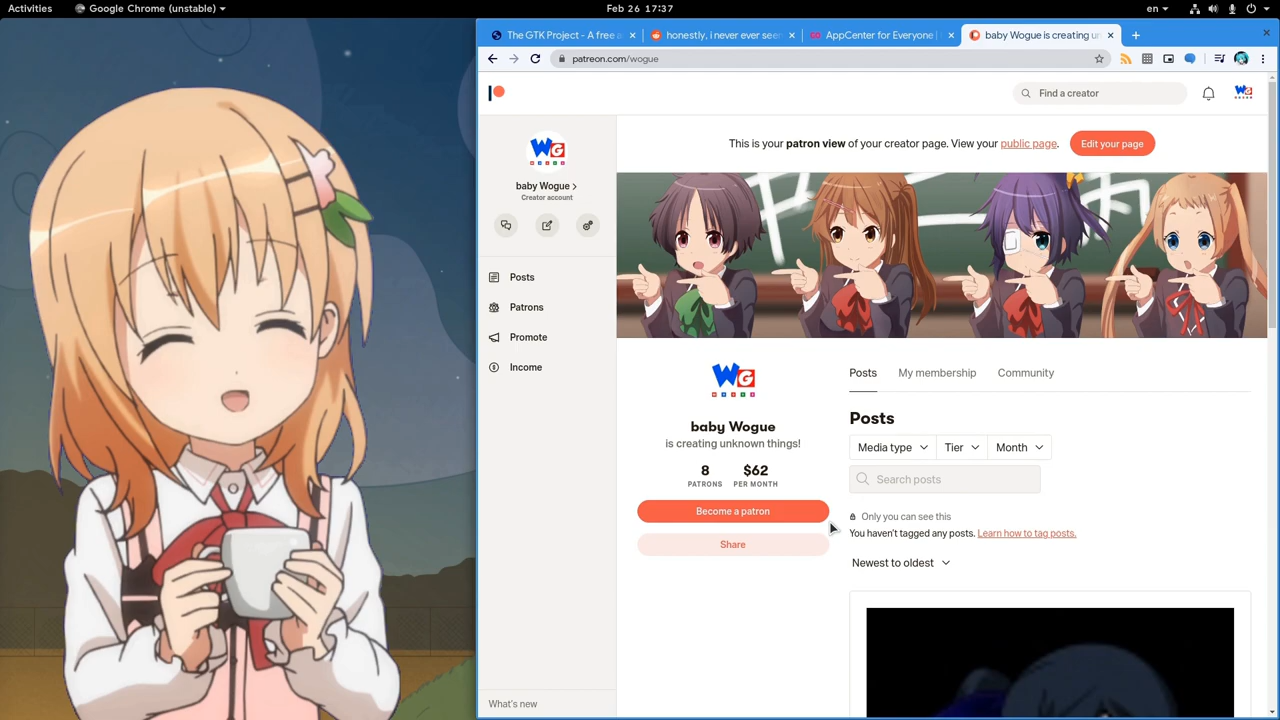 Activities
Google Chrome (unstable)
Feb 26 17:37
en
The GTK Project - A free a
honestly, i never ever seen
AppCenter for Everyone |
baby Wogue is creating un
patreon.com/wogue
Find a creator
WG
baby Wogue
Creator account
Posts
Patrons
Promote
Income
What's new
This is your patron view of your creator page. View your public page.
Edit your page
WG
baby Wogue
is creating unknown things!
8
PATRONS
$62
PER MONTH
Become a patron
Share
Posts
My membership
Community
Posts
Media type
Tier
Month
Search posts
Only you can see this
You haven't tagged any posts. Learn how to tag posts.
Newest to oldest